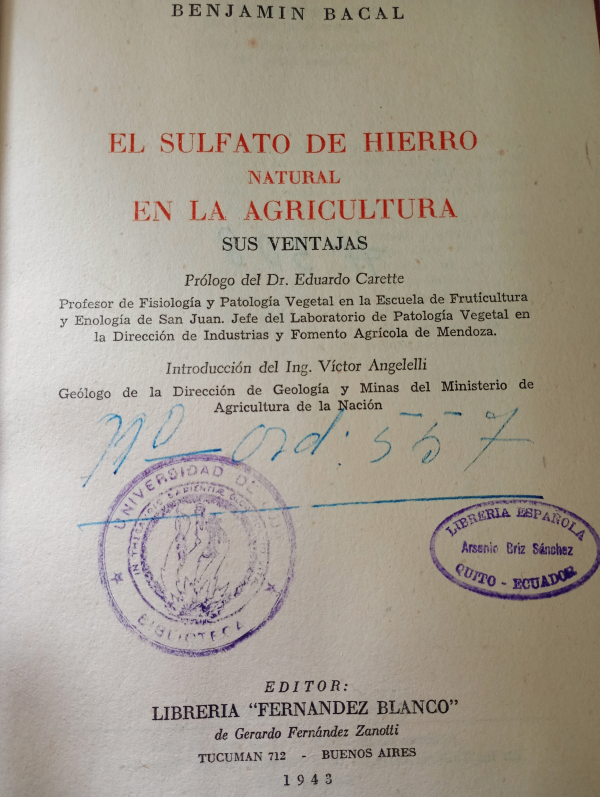 BENJAMIN BACAL
EL SULFATO DE HIERRO
NATURAL
EN LA AGRICULTURA
SUS VENTAJAS
Prólogo del Dr. Eduardo Carette
Profesor de Fisiología y Patología Vegetal en la Escuela de Fruticultura
y Enología de San Juan. Jefe del Laboratorio de Patología Vegetal en
la Dirección de Industrias y Fomento Agrícola de Mendoza.
Introducción del Ing. Víctor Angelelli
Geólogo de la Dirección de Geología y Minas del Ministerio de
Agricultura de la Nación
No ord: 557
UNIVERSIDAD
BIBLIOTECA
LIBRERIA ESPAÑOLA
Arsenio Briz Sánchez
QUITO - ECUADOR
EDITOR:
LIBRERIA "FERNANDEZ BLANCO"
de Gerardo Fernández Zanotti
TUCUMAN 712 - BUENOS AIRES
1943